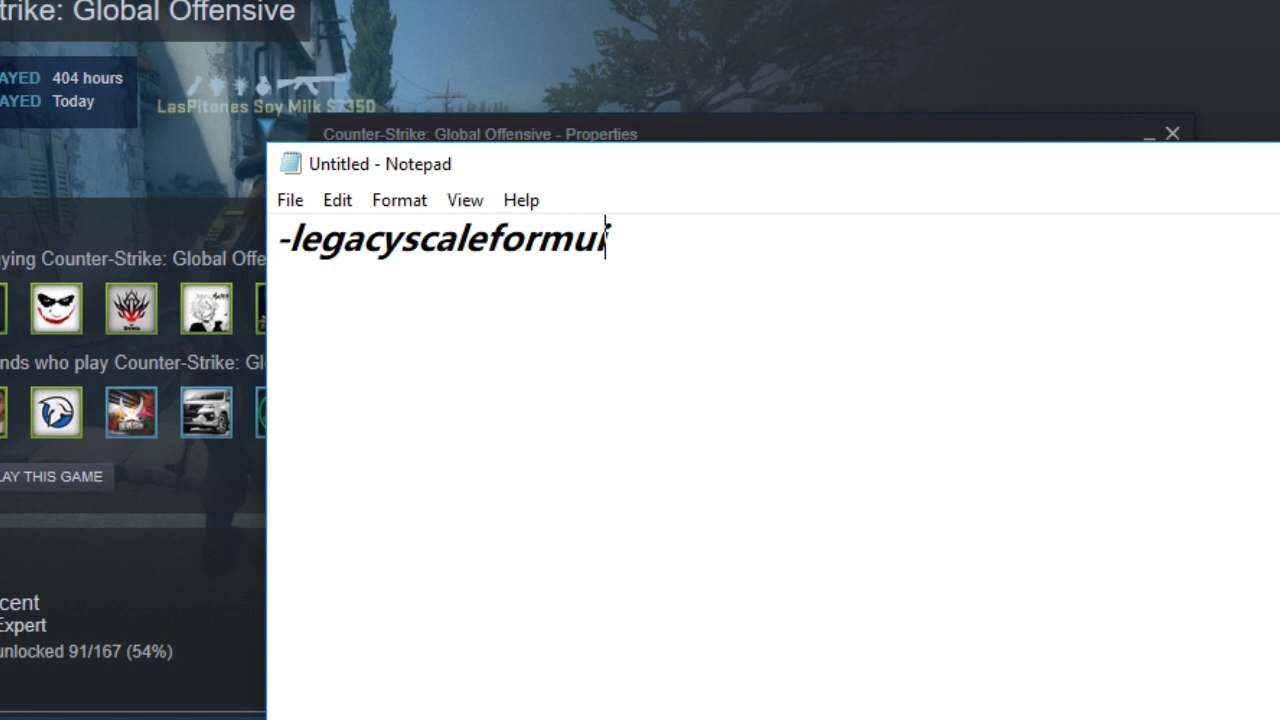 trike: Global Offensive
AYED 404 hours
AYED Today
LasPitones Soy Milk $7350
Counter-Strike: Global Offensive - Properties
Untitled - Notepad
File Edit Format View Help
-legacyscaleformui
ying Counter-Strike: Global Offe
nds who play Counter-Strike: Gl
LAY THIS GAME
cent
Expert
unlocked 91/167 (54%)